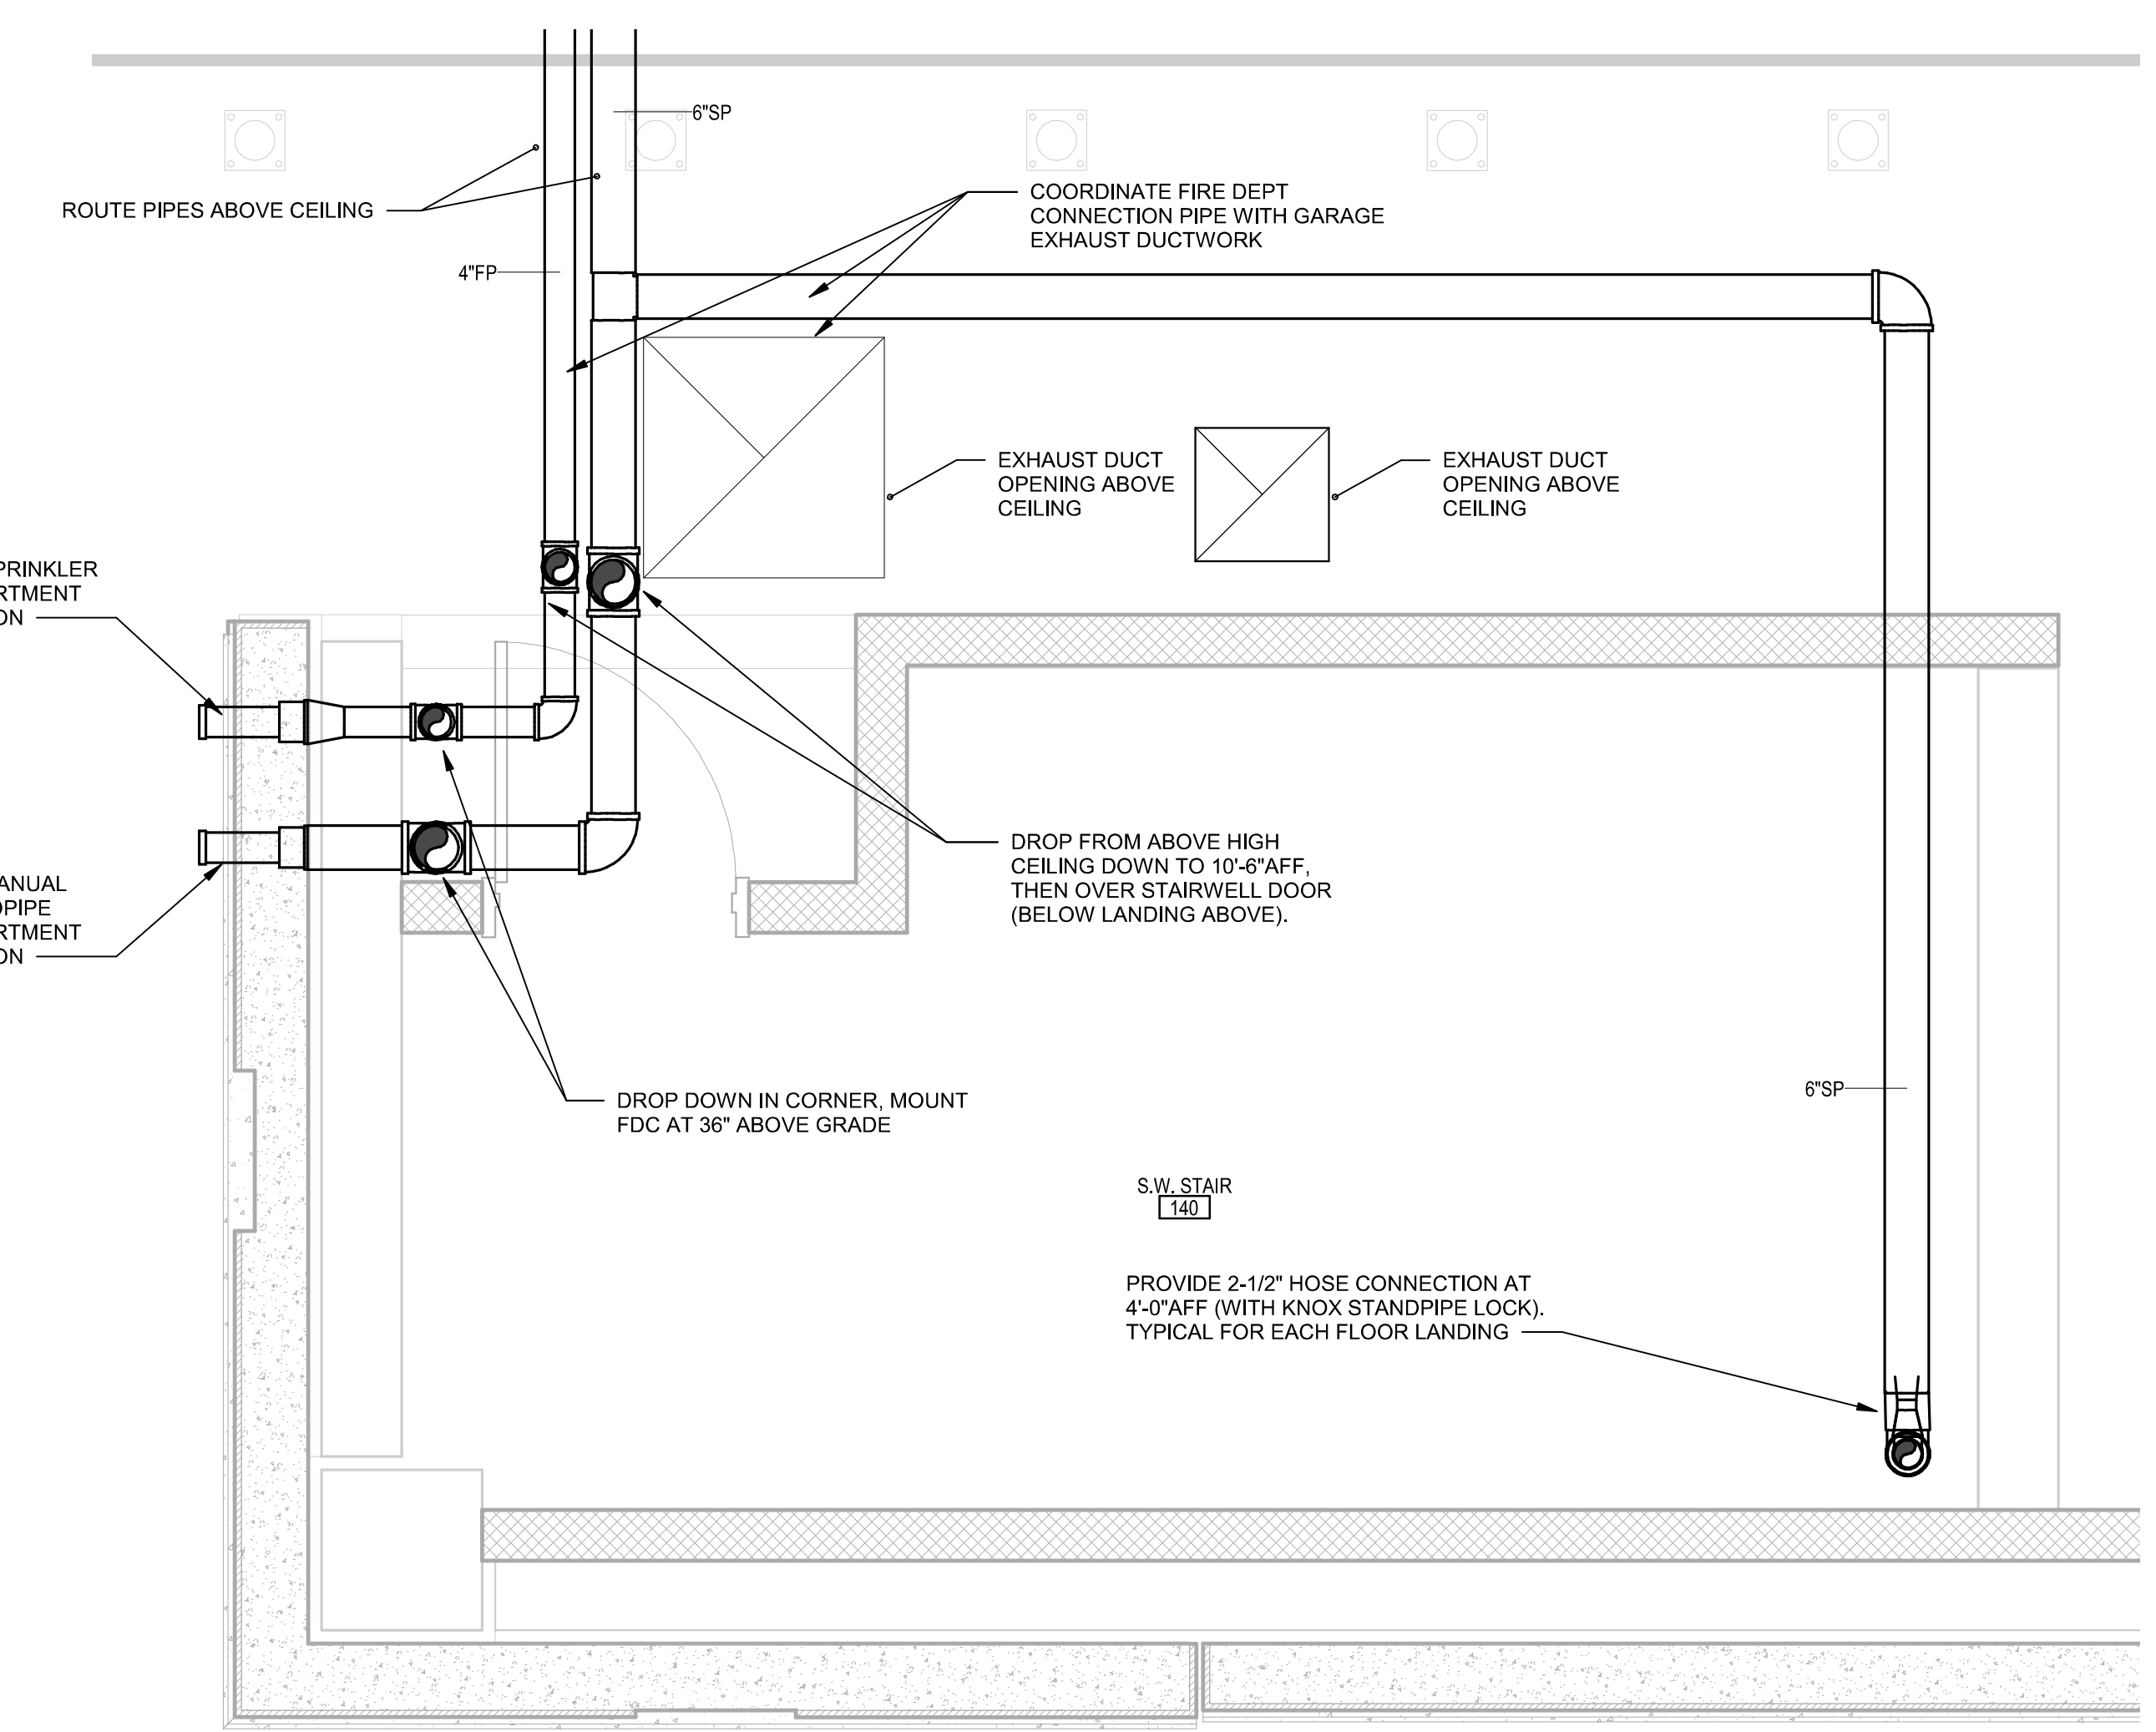 6"SP
ROUTE PIPES ABOVE CEILING
COORDINATE FIRE DEPT
CONNECTION PIPE WITH GARAGE
EXHAUST DUCTWORK
4"FP
EXHAUST DUCT
OPENING ABOVE
CEILING
EXHAUST DUCT
OPENING ABOVE
CEILING
PRINKLER
RTMENT
ON
DROP FROM ABOVE HIGH
CEILING DOWN TO 10'-6"AFF,
THEN OVER STAIRWELL DOOR
(BELOW LANDING ABOVE).
ANUAL
PIPE
RTMENT
ON
DROP DOWN IN CORNER, MOUNT
FDC AT 36" ABOVE GRADE
6"SP
S.W. STAIR
140
PROVIDE 2-1/2" HOSE CONNECTION AT
4'-0"AFF (WITH KNOX STANDPIPE LOCK).
TYPICAL FOR EACH FLOOR LANDING